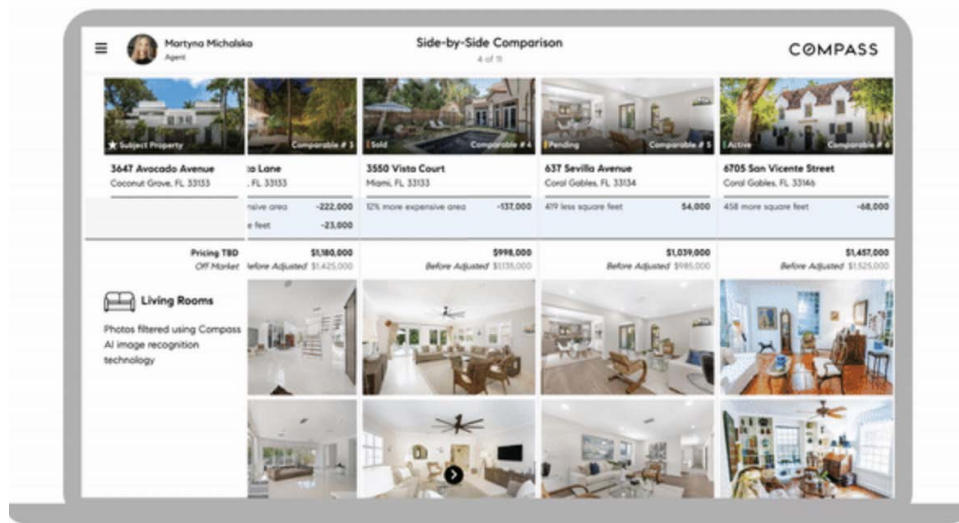 Martyna Michalska
Agent
Side-by-Side Comparison
4 of 11
COMPASS
★ Subject Property
Comparable # 3
Sold
Comparable # 4
Pending
Comparable # 5
Active
Comparable # 6
3647 Avocado Avenue
Coconut Grove, FL 33133
Lane
, FL 33133
3550 Vista Court
Miami, FL 33133
637 Sevilla Avenue
Coral Gables, FL 33134
6705 San Vicente Street
Coral Gables, FL 33146
nsive area -222,000
e feet -23,000
12% more expensive area -137,000
419 less square feet 54,000
458 more square feet -68,000
Pricing TBD
Off Market
$1,180,000
Before Adjusted $1,425,000
$998,000
Before Adjusted $1,135,000
$1,039,000
Before Adjusted $985,000
$1,457,000
Before Adjusted $1,525,000
Living Rooms
Photos filtered using Compass
AI image recognition
technology